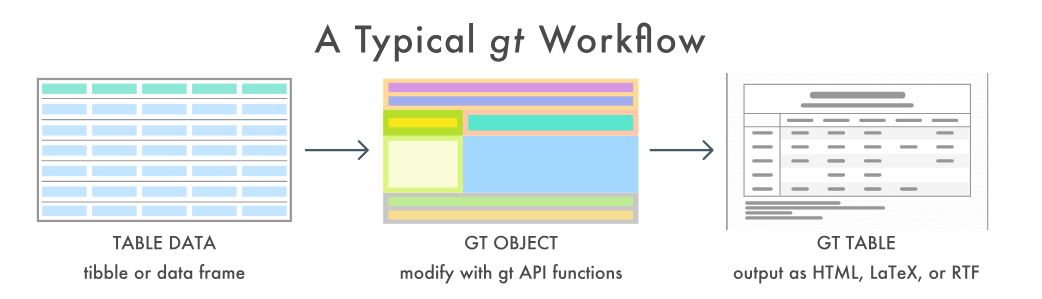 A Typical gt Workflow
TABLE DATA
tibble or data frame
GT OBJECT
modify with gt API functions
GT TABLE
output as HTML, LaTeX, or RTF